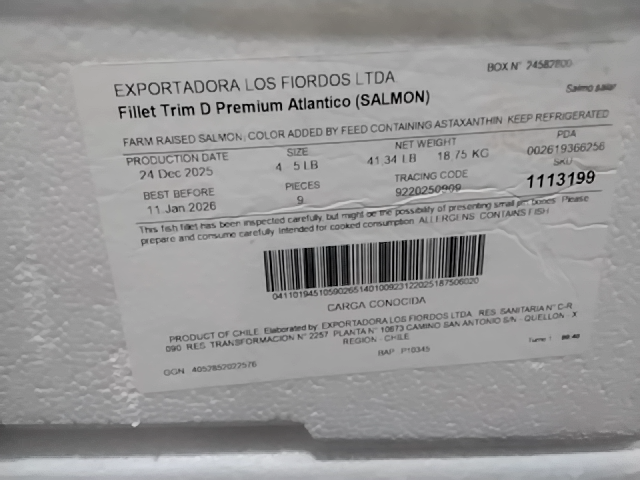 BOX N° 24582800
EXPORTADORA LOS FIORDOS LTDA
Fillet Trim D Premium Atlantico (SALMON)
Salmo salar
FARM RAISED SALMON, COLOR ADDED BY FEED CONTAINING ASTAXANTHIN. KEEP REFRIGERATED
PRODUCTION DATE SIZE NET WEIGHT PDA
24 Dec 2025 4 5 LB 41.34 LB 18.75 KG 002619366256
BEST BEFORE PIECES TRACING CODE SKU
11 Jan 2026 9 9220250909 1113199
This fish fillet has been inspected carefully, but might be the possibility of presenting small pin bones. Please
prepare and consume carefully. Intended for cooked consumption. ALLERGENS: CONTAINS FISH
CARGA CONOCIDA
PRODUCT OF CHILE. Elaborated by: EXPORTADORA LOS FIORDOS LTDA. RES. SANITARIA N° C-R
090 RES. TRANSFORMACION N° 2257 PLANTA N° 10873 CAMINO SAN ANTONIO S/N - QUELLON - X
REGION - CHILE
BAP : P10345
GGN : 4052852022576
Turno 1